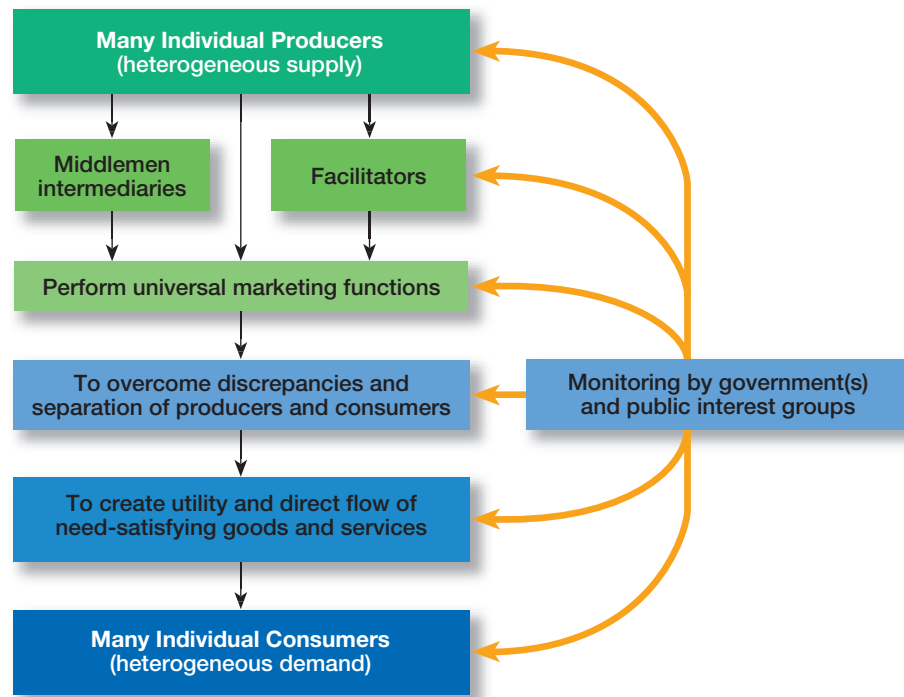 Many Individual Producers
(heterogeneous supply)
Middlemen
intermediaries
Facilitators
Perform universal marketing functions
To overcome discrepancies and
separation of producers and consumers
Monitoring by government(s)
and public interest groups
To create utility and direct flow of
need-satisfying goods and services
Many Individual Consumers
(heterogeneous demand)